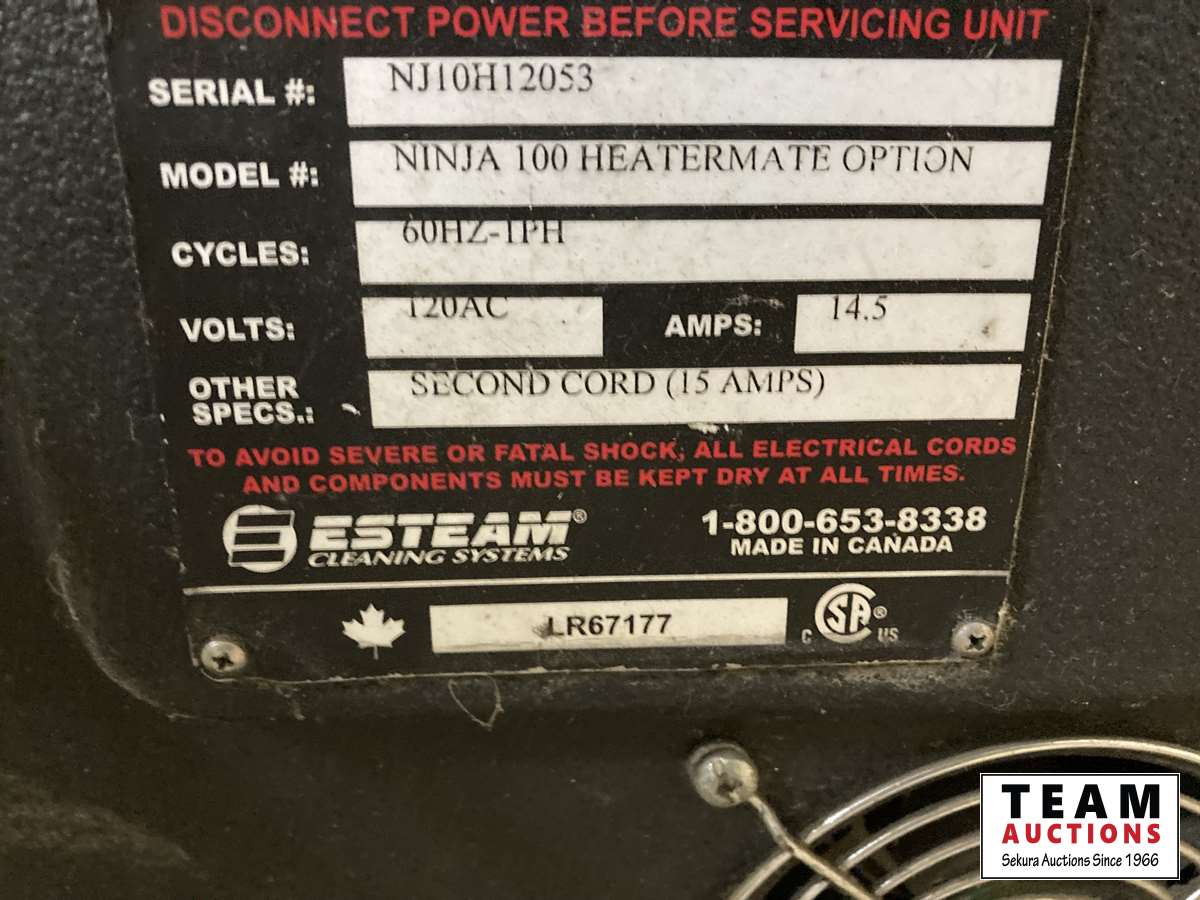 DISCONNECT POWER BEFORE SERVICING UNIT
SERIAL #: NJ10H12053
MODEL #: NINJA 100 HEATERMATE OPTION
CYCLES: 60HZ-1PH
VOLTS: 120AC AMPS: 14.5
OTHER
SPECS.: SECOND CORD (15 AMPS)
TO AVOID SEVERE OR FATAL SHOCK, ALL ELECTRICAL CORDS
AND COMPONENTS MUST BE KEPT DRY AT ALL TIMES.
ESTEAM®
CLEANING SYSTEMS
1-800-653-8338
MADE IN CANADA
LR67177
C SA® US
TEAM
AUCTIONS
Sekura Auctions Since 1966